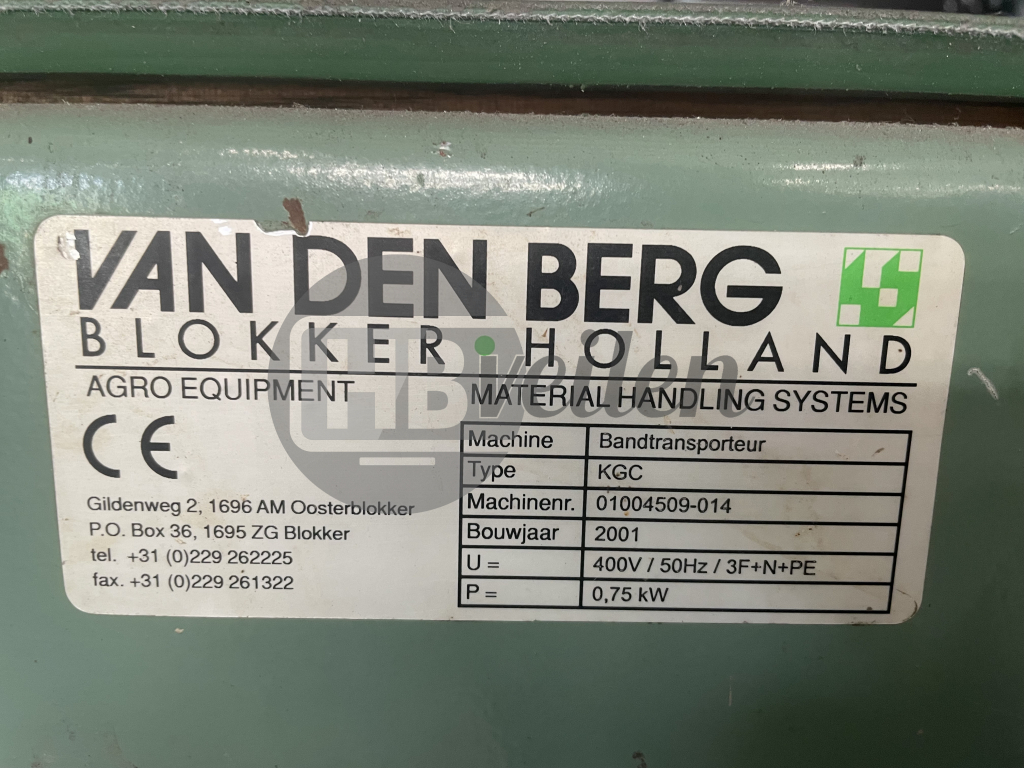 VAN DEN BERG
BLOKKER · HOLLAND
AGRO EQUIPMENT
MATERIAL HANDLING SYSTEMS
CE
Gildenweg 2, 1696 AM Oosterblokker
P.O. Box 36, 1695 ZG Blokker
tel. +31 (0)229 262225
fax. +31 (0)229 261322
Machine Bandtransporteur
Type KGC
Machinenr. 01004509-014
Bouwjaar 2001
U = 400V / 50Hz / 3F+N+PE
P = 0,75 kW
HB veilen